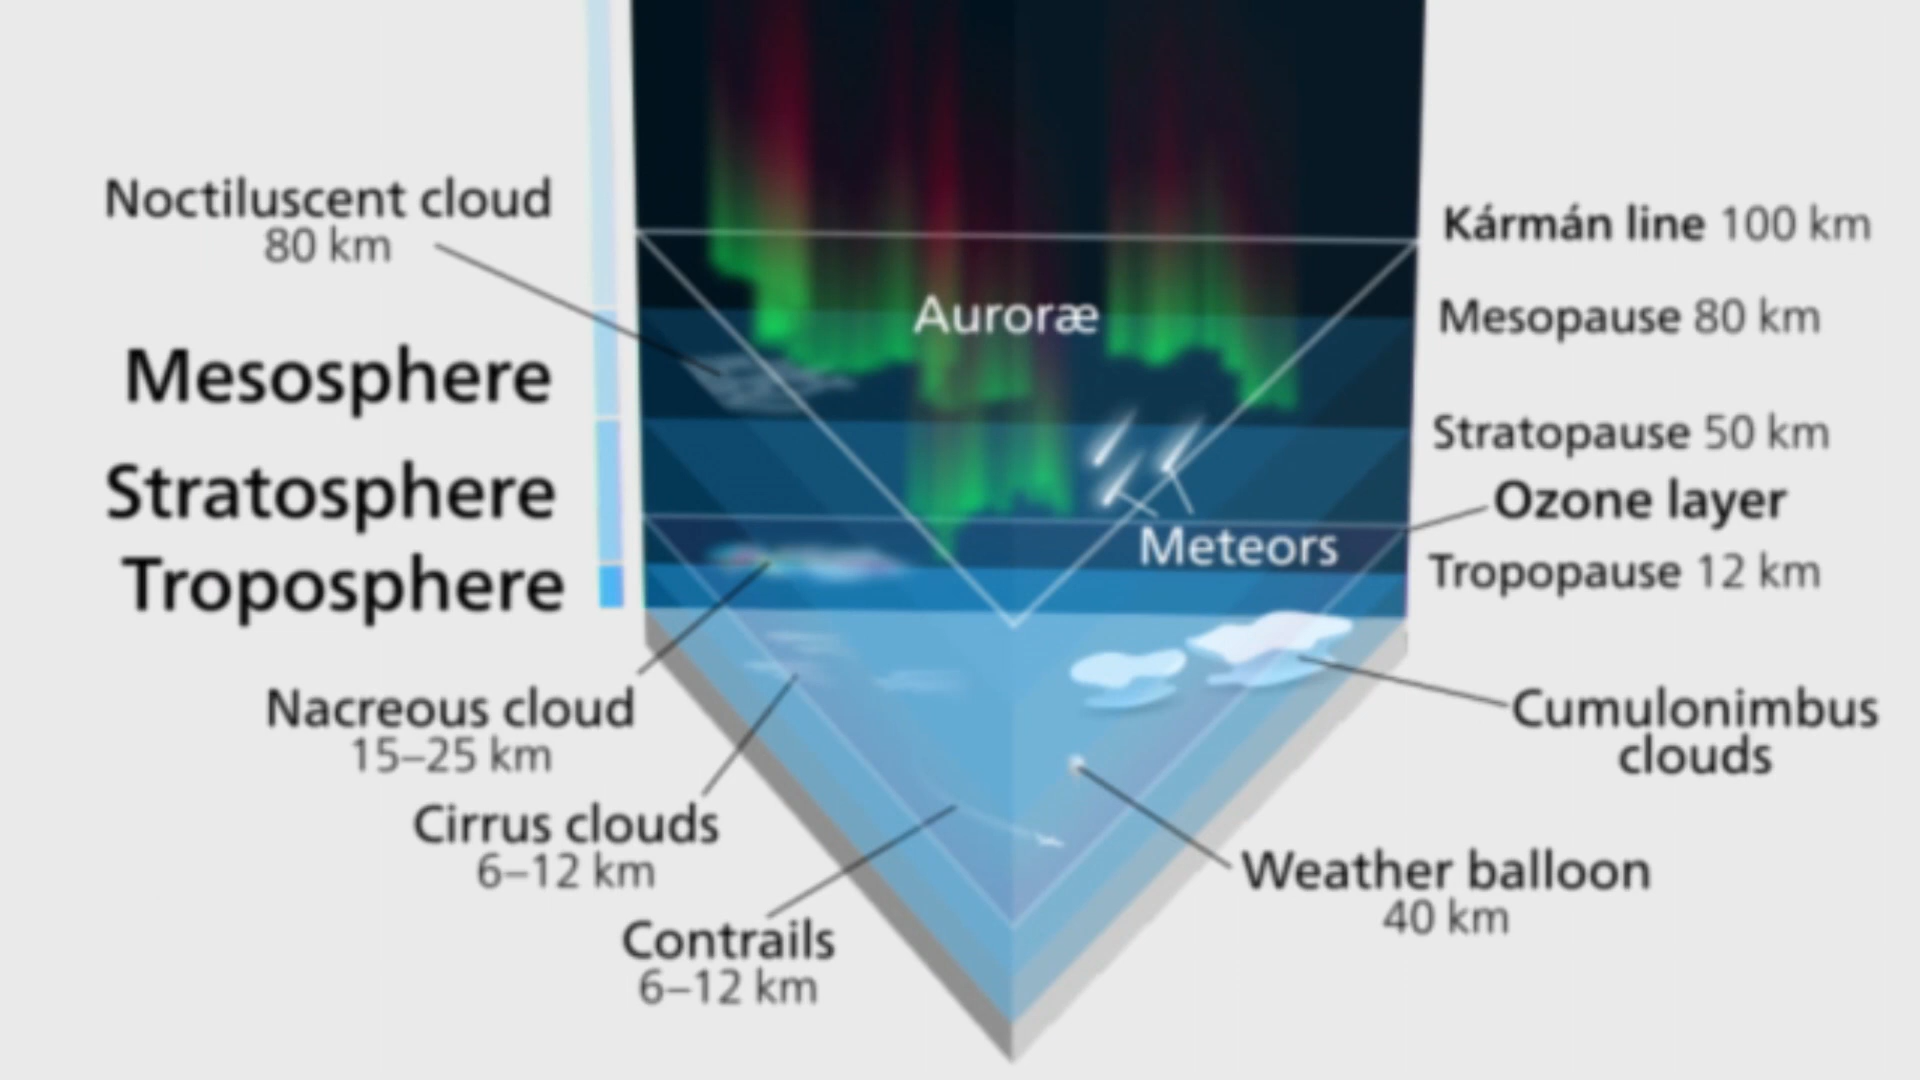 Noctiluscent cloud
80 km
Kármán line 100 km
Auroræ
Mesopause 80 km
Mesosphere
Stratopause 50 km
Stratosphere
Ozone layer
Meteors
Troposphere
Tropopause 12 km
Nacreous cloud
15–25 km
Cumulonimbus
clouds
Cirrus clouds
6–12 km
Weather balloon
40 km
Contrails
6–12 km